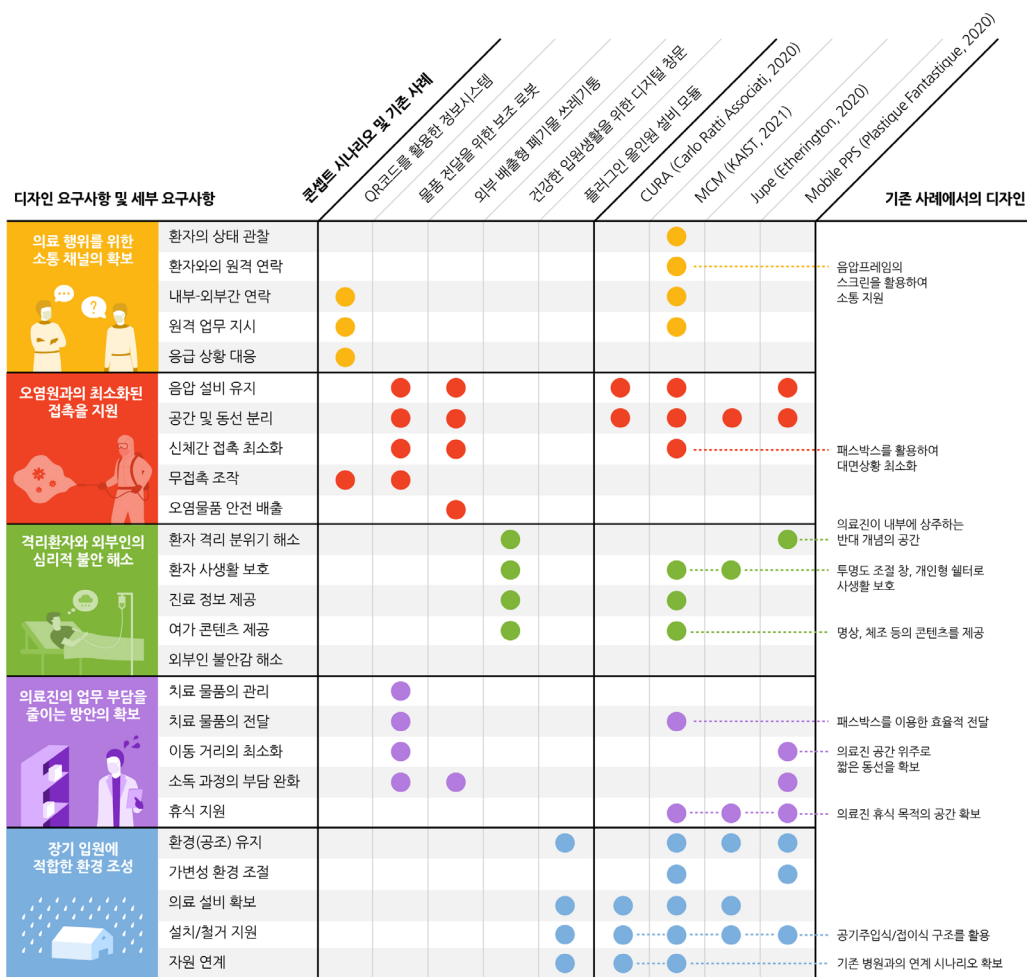 콘셉트 시나리오 및 기존 사례
QR코드를 활용한 정보시스템
물품 전달을 위한 보조 로봇
외부 배출형 폐기물 쓰레기통
건강한 입원생활을 위한 디지털 창문
플러그인 올인원 설비 모듈
CURA (Carlo Ratti Associati, 2020)
MCM (KAIST, 2021)
Jupe (Etherington, 2020)
Mobile PPS (Plastique Fantastique, 2020)
디자인 요구사항 및 세부 요구사항
기존 사례에서의 디자인
의료 행위를 위한
소통 채널의 확보
?
환자의 상태 관찰
환자와의 원격 연락
내부-외부간 연락
원격 업무 지시
응급 상황 대응
음압프레임의
스크린을 활용하여
소통 지원
오염원과의 최소화된
접촉을 지원
음압 설비 유지
공간 및 동선 분리
신체간 접촉 최소화
무접촉 조작
오염물품 안전 배출
패스박스를 활용하여
대면상황 최소화
격리환자와 외부인의
심리적 불안 해소
환자 격리 분위기 해소
환자 사생활 보호
진료 정보 제공
여가 콘텐츠 제공
외부인 불안감 해소
의료진이 내부에 상주하는
반대 개념의 공간
투명도 조절 창, 개인형 쉘터로
사생활 보호
명상, 체조 등의 콘텐츠를 제공
의료진의 업무 부담을
줄이는 방안의 확보
치료 물품의 관리
치료 물품의 전달
이동 거리의 최소화
소독 과정의 부담 완화
휴식 지원
패스박스를 이용한 효율적 전달
의료진 공간 위주로
짧은 동선을 확보
의료진 휴식 목적의 공간 확보
장기 입원에
적합한 환경 조성
환경(공조) 유지
가변성 환경 조절
의료 설비 확보
설치/철거 지원
자원 연계
공기주입식/접이식 구조를 활용
기존 병원과의 연계 시나리오 확보